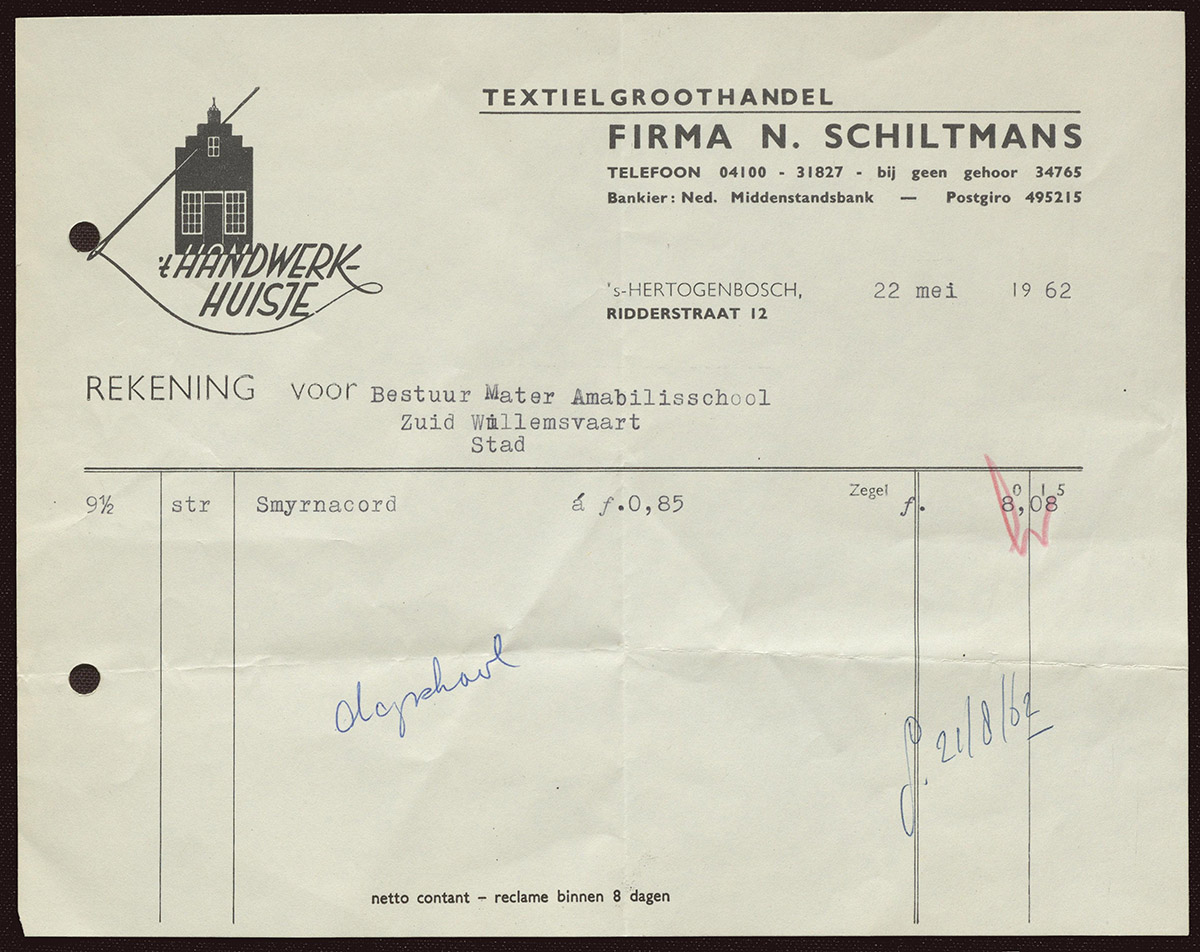 TEXTIELGROOTHANDEL
FIRMA N. SCHILTMANS
TELEFOON 04100 - 31827 - bij geen gehoor 34765
Bankier: Ned. Middenstandsbank — Postgiro 495215
't HANDWERK-
HUISJE
's-HERTOGENBOSCH, 22 mei 19 62
RIDDERSTRAAT 12
REKENING voor Bestuur Mater Amabilisschool
Zuid Willemsvaart
Stad
9½ str Smyrnacord á f.0,85 Zegel f. 8,08
0 15
21/8/62
netto contant – reclame binnen 8 dagen